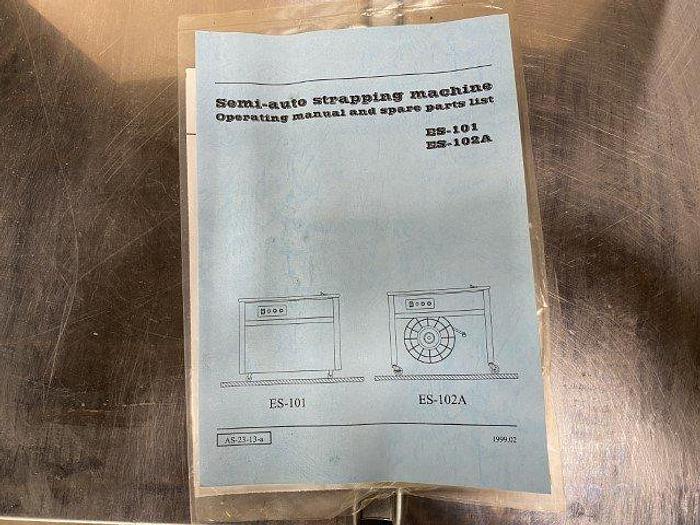 Semi-auto strapping machine
Operating manual and spare parts list
ES-101
ES-102A
ES-101
ES-102A
AS-23-13-a
1999.02